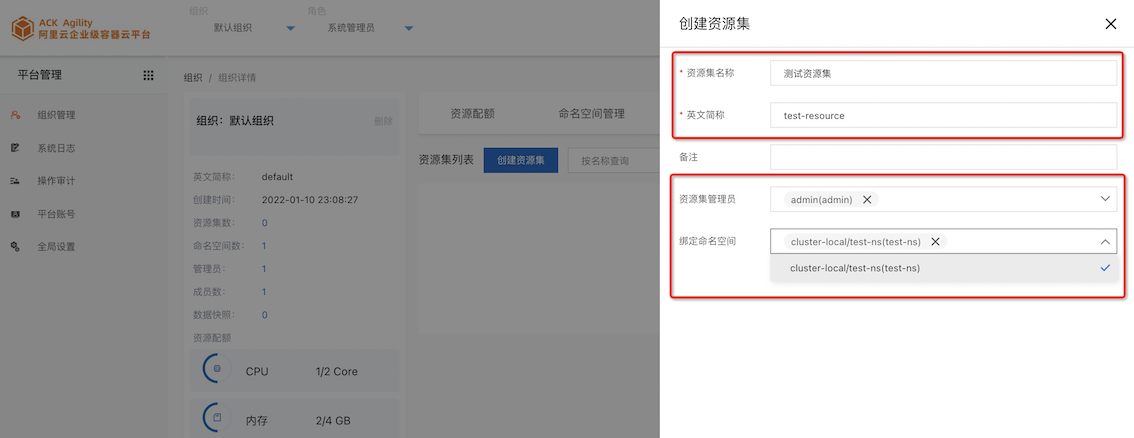 组织
角色
ACK Agility
阿里云企业级容器云平台
默认组织
系统管理员
平台管理
组织管理
系统日志
操作审计
平台账号
全局设置
组织 / 组织详情
组织：默认组织
删除
英文简称：
default
创建时间：
2022-01-10 23:08:27
资源集数：
0
命名空间数：
1
管理员：
1
成员数：
1
数据快照：
0
资源配额
CPU
1/2 Core
内存
2/4 GB
资源配额
命名空间管理
资源集列表
创建资源集
按名称查询
创建资源集
* 资源集名称
测试资源集
* 英文简称
test-resource
备注
资源集管理员
admin(admin)
绑定命名空间
cluster-local/test-ns(test-ns)
cluster-local/test-ns(test-ns)